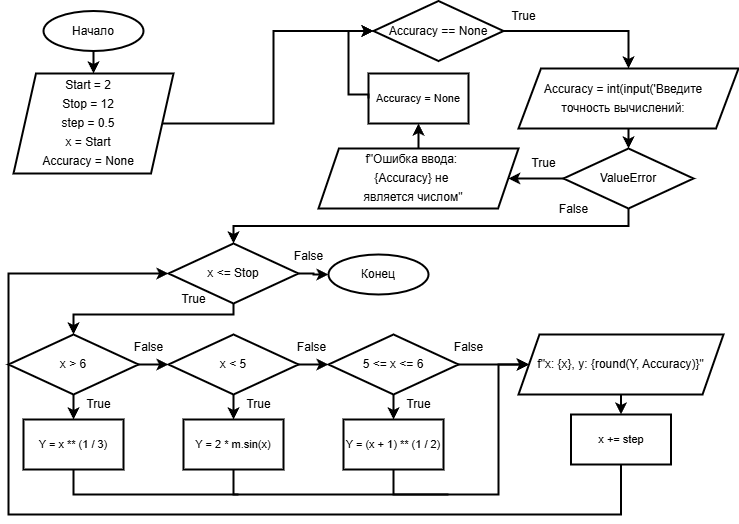 Начало
Start = 2
Stop = 12
step = 0.5
x = Start
Accuracy = None
Accuracy == None
True
Accuracy = int(input('Введите
точность вычислений:
Accuracy = None
f"Ошибка ввода:
{Accuracy} не
является числом"
True
ValueError
False
x <= Stop
False
Конец
True
x > 6
False
x < 5
False
5 <= x <= 6
False
f"x: {x}, y: {round(Y, Accuracy)}"
True
True
True
Y = x ** (1 / 3)
Y = 2 * m.sin(x)
Y = (x + 1) ** (1 / 2)
x += step